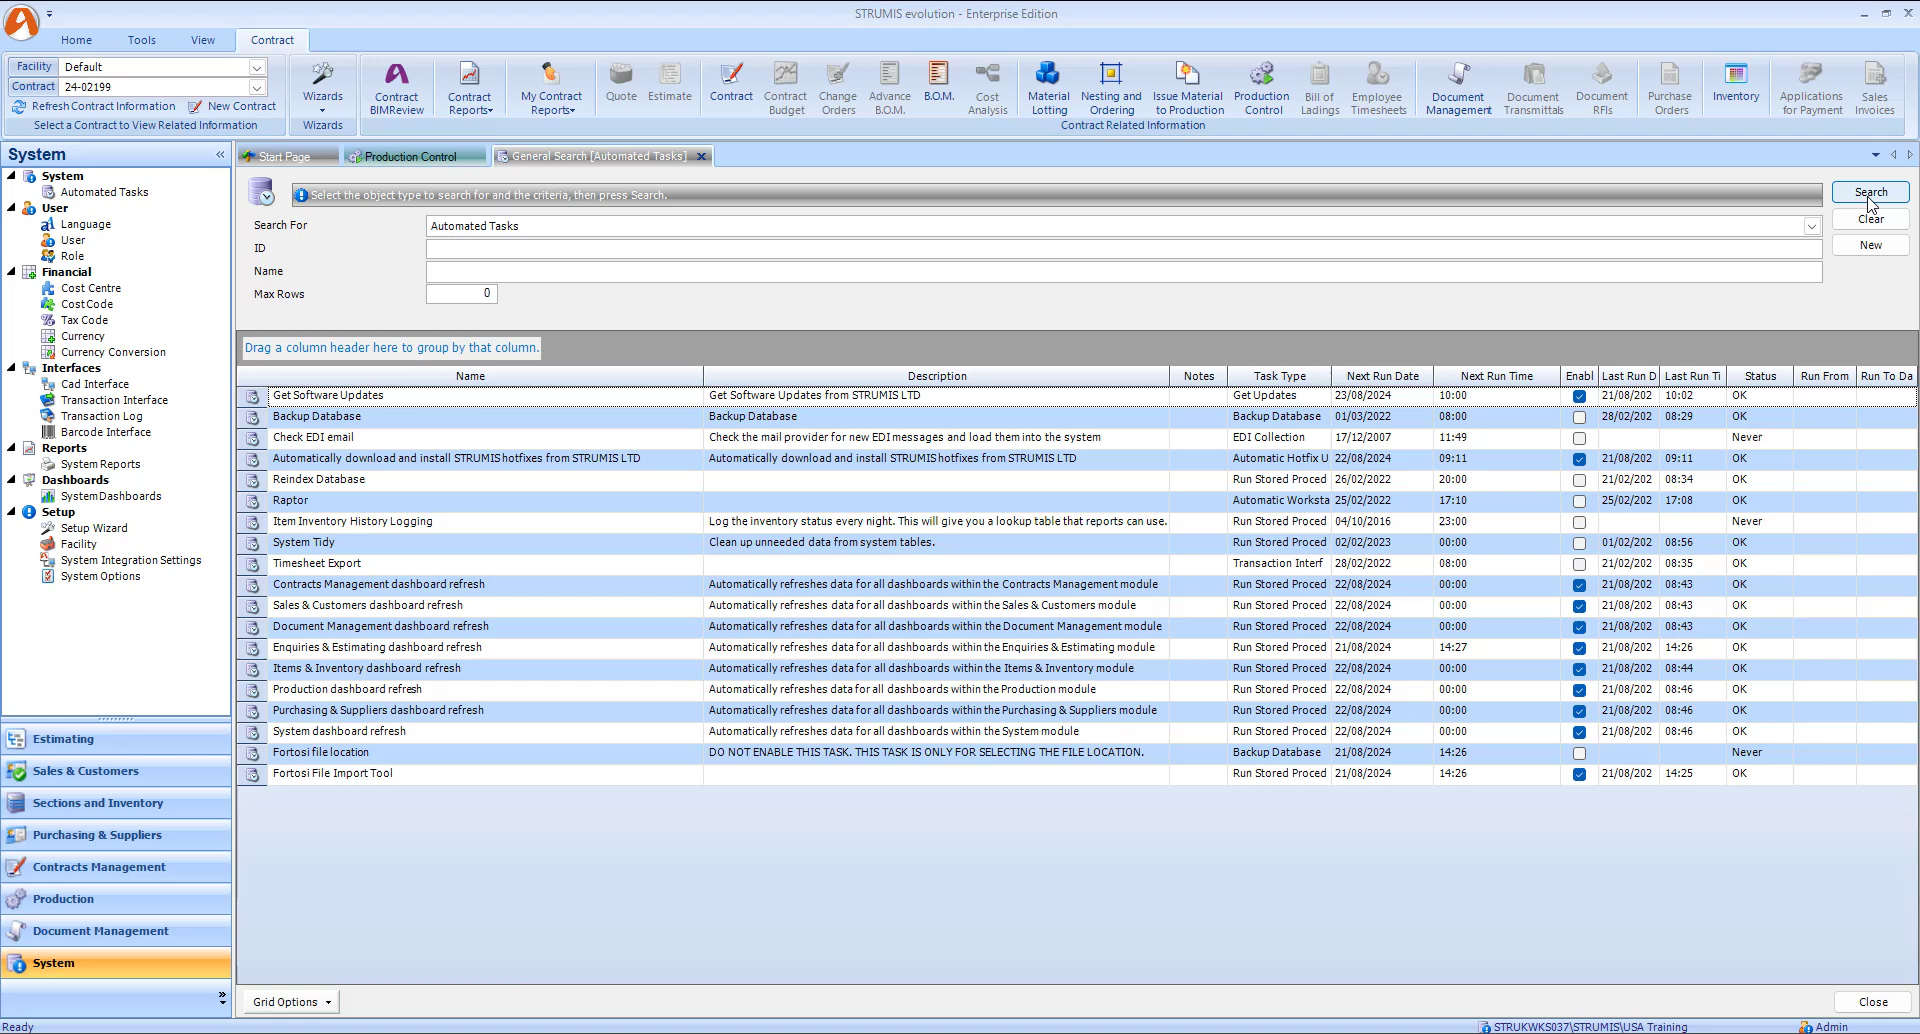 STRUMIS evolution - Enterprise Edition
Home Tools View Contract
Facility Default
Contract 24-02199
Refresh Contract Information New Contract
Select a Contract to View Related Information
Wizards
Wizards
Contract BIMReview
Contract Reports
My Contract Reports
Quote
Estimate
Contract
Contract Budget
Change Orders
Advance B.O.M.
B.O.M.
Cost Analysis
Material Lotting
Nesting and Ordering
Issue Material to Production
Production Control
Bill of Ladings
Employee Timesheets
Document Management
Document Transmittals
Document RFIs
Purchase Orders
Inventory
Applications for Payment
Sales Invoices
Contract Related Information
System
System
Automated Tasks
User
Language
User
Role
Financial
Cost Centre
Cost Code
Tax Code
Currency
Currency Conversion
Interfaces
Cad Interface
Transaction Interface
Transaction Log
Barcode Interface
Reports
System Reports
Dashboards
System Dashboards
Setup
Setup Wizard
Facility
System Integration Settings
System Options
Estimating
Sales & Customers
Sections and Inventory
Purchasing & Suppliers
Contracts Management
Production
Document Management
System
Start Page Production Control General Search [Automated Tasks]
Select the object type to search for and the criteria, then press Search.
Search
Clear
New
Search For Automated Tasks
ID
Name
Max Rows 0
Drag a column header here to group by that column.
Name Description Notes Task Type Next Run Date Next Run Time Enabl Last Run D Last Run Ti Status Run From Run To Da
Get Software Updates Get Software Updates from STRUMIS LTD Get Updates 23/08/2024 10:00 21/08/202 10:02 OK
Backup Database Backup Database Backup Database 01/03/2022 08:00 28/02/202 08:29 OK
Check EDI email Check the mail provider for new EDI messages and load them into the system EDI Collection 17/12/2007 11:49 Never
Automatically download and install STRUMIS hotfixes from STRUMIS LTD Automatically download and install STRUMIS hotfixes from STRUMIS LTD Automatic Hotfix U 22/08/2024 09:11 21/08/202 09:11 OK
Reindex Database Run Stored Proced 26/02/2022 20:00 21/02/202 08:34 OK
Raptor Automatic Worksta 25/02/2022 17:10 25/02/202 17:08 OK
Item Inventory History Logging Log the inventory status every night. This will give you a lookup table that reports can use. Run Stored Proced 04/10/2016 23:00 Never
System Tidy Clean up unneeded data from system tables. Run Stored Proced 02/02/2023 00:00 01/02/202 08:56 OK
Timesheet Export Transaction Interf 28/02/2022 08:00 21/02/202 08:35 OK
Contracts Management dashboard refresh Automatically refreshes data for all dashboards within the Contracts Management module Run Stored Proced 22/08/2024 00:00 21/08/202 08:43 OK
Sales & Customers dashboard refresh Automatically refreshes data for all dashboards within the Sales & Customers module Run Stored Proced 22/08/2024 00:00 21/08/202 08:43 OK
Document Management dashboard refresh Automatically refreshes data for all dashboards within the Document Management module Run Stored Proced 22/08/2024 00:00 21/08/202 08:43 OK
Enquiries & Estimating dashboard refresh Automatically refreshes data for all dashboards within the Enquiries & Estimating module Run Stored Proced 21/08/2024 14:27 21/08/202 14:26 OK
Items & Inventory dashboard refresh Automatically refreshes data for all dashboards within the Items & Inventory module Run Stored Proced 22/08/2024 00:00 21/08/202 08:44 OK
Production dashboard refresh Automatically refreshes data for all dashboards within the Production module Run Stored Proced 22/08/2024 00:00 21/08/202 08:46 OK
Purchasing & Suppliers dashboard refresh Automatically refreshes data for all dashboards within the Purchasing & Suppliers module Run Stored Proced 22/08/2024 00:00 21/08/202 08:46 OK
System dashboard refresh Automatically refreshes data for all dashboards within the System module Run Stored Proced 22/08/2024 00:00 21/08/202 08:46 OK
Fortosi file location DO NOT ENABLE THIS TASK. THIS TASK IS ONLY FOR SELECTING THE FILE LOCATION. Backup Database 21/08/2024 14:26 Never
Fortosi File Import Tool Run Stored Proced 21/08/2024 14:26 21/08/202 14:25 OK
Grid Options
Close
Ready
STRUKWKS037\STRUMIS\USA Training
Admin